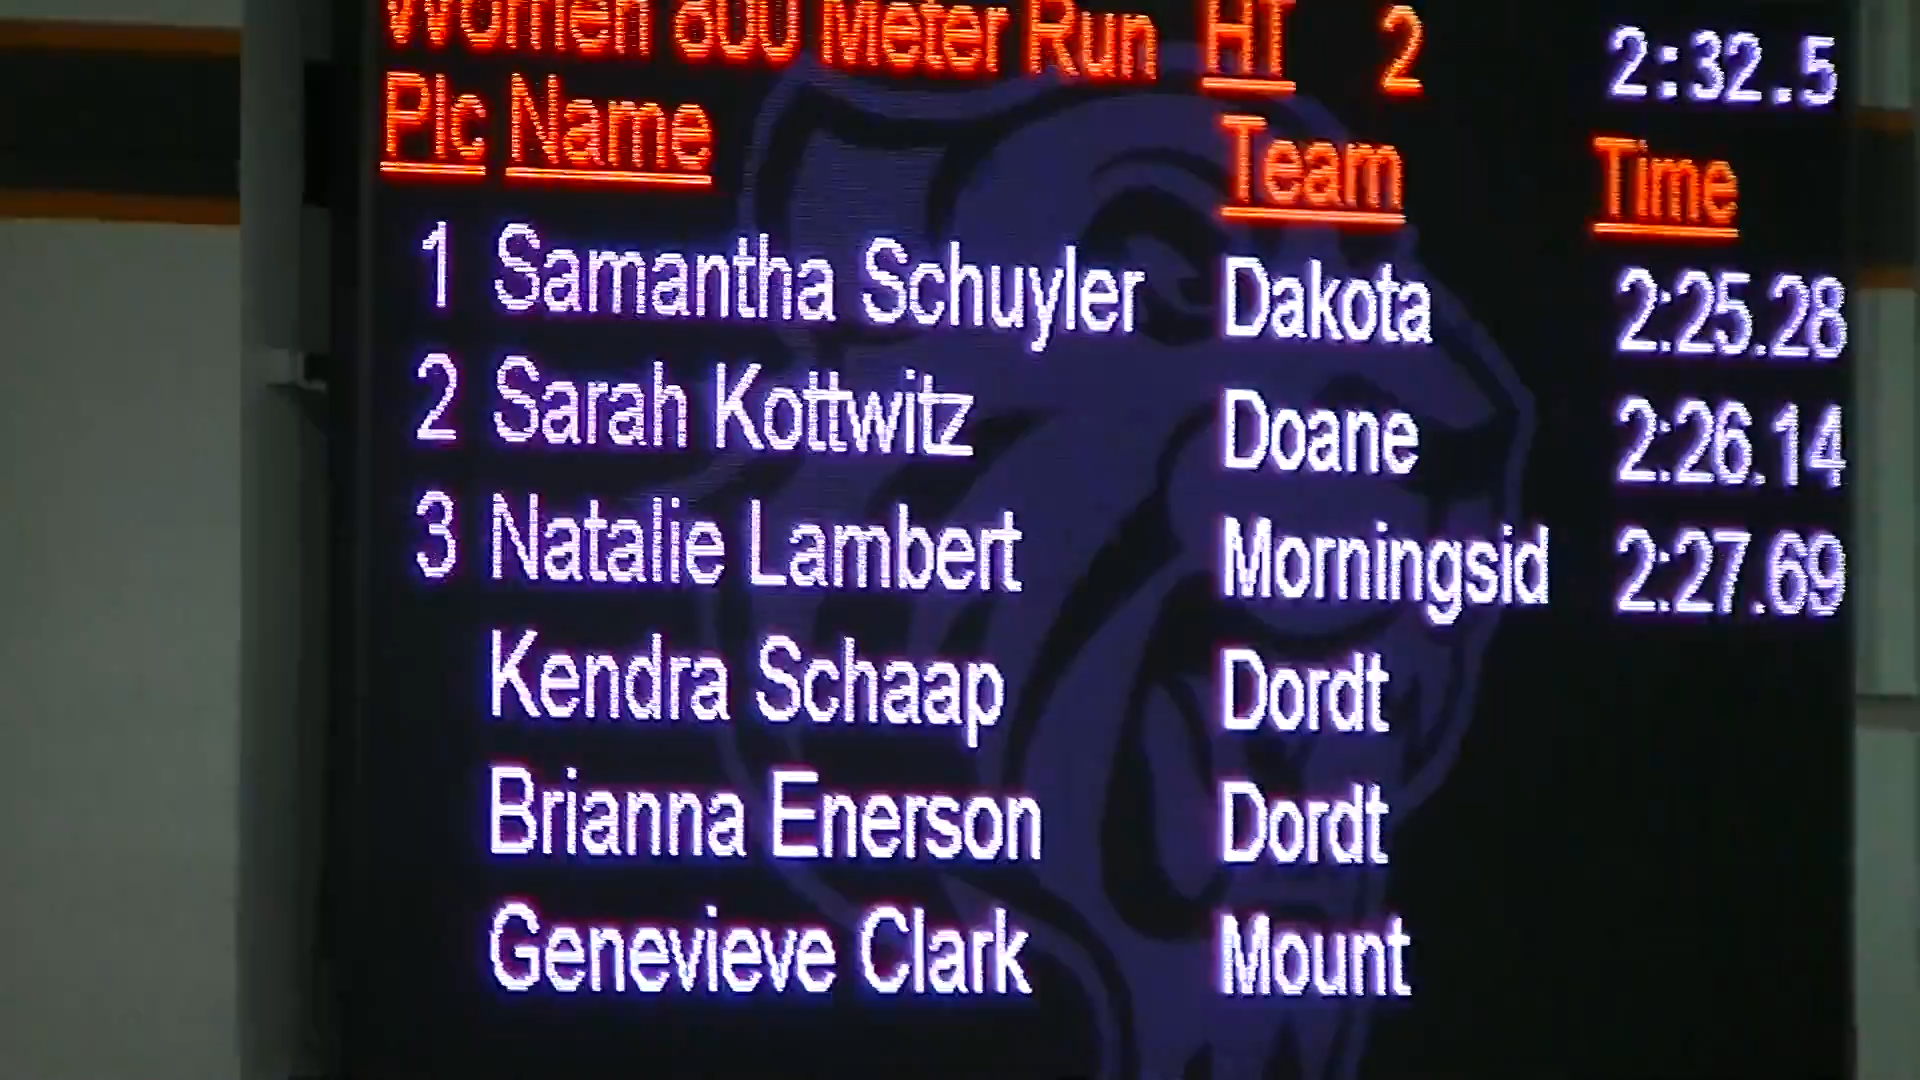 Women 800 Meter Run HT 2 2:32.5
Plc Name Team Time
1 Samantha Schuyler Dakota 2:25.28
2 Sarah Kottwitz Doane 2:26.14
3 Natalie Lambert Morningsid 2:27.69
Kendra Schaap Dordt
Brianna Enerson Dordt
Genevieve Clark Mount